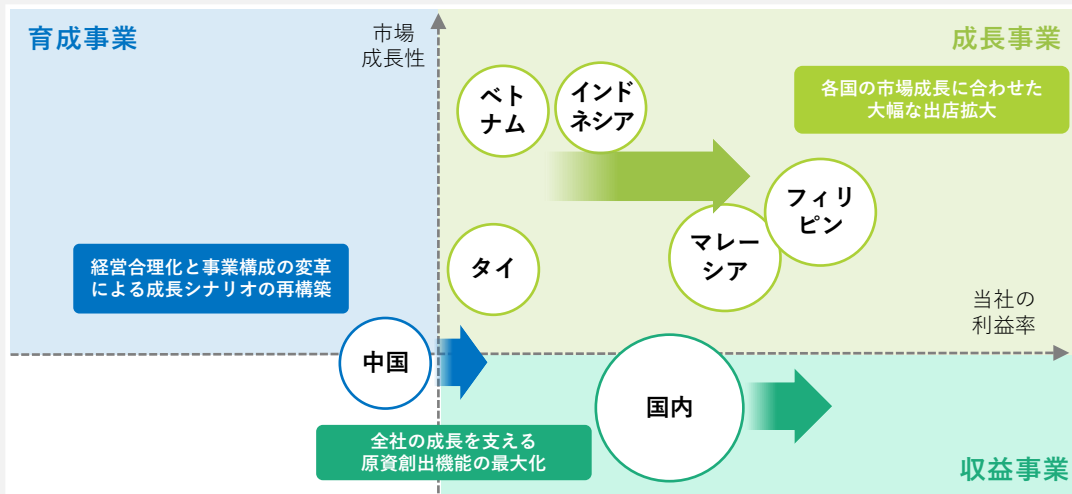 育成事業
市場
成長性
成長事業
各国の市場成長に合わせた
大幅な出店拡大
ベト
ナム
インド
ネシア
フィリ
ピン
マレー
シア
タイ
経営合理化と事業構成の変革
による成長シナリオの再構築
当社の
利益率
中国
国内
全社の成長を支える
原資創出機能の最大化
収益事業